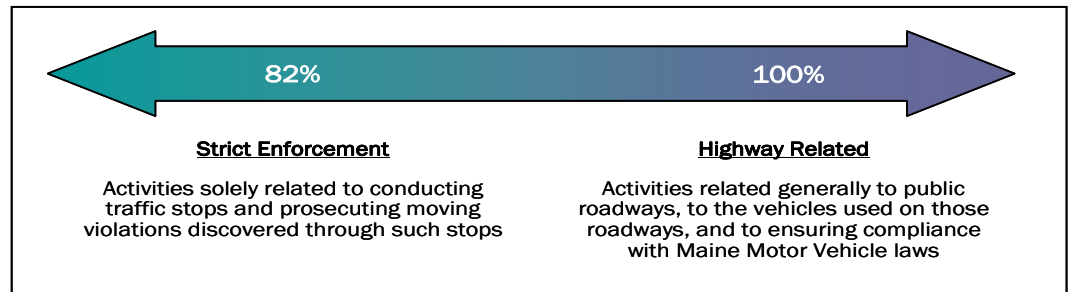 82%
100%
Strict Enforcement
Activities solely related to conducting
traffic stops and prosecuting moving
violations discovered through such stops
Highway Related
Activities related generally to public
roadways, to the vehicles used on those
roadways, and to ensuring compliance
with Maine Motor Vehicle laws